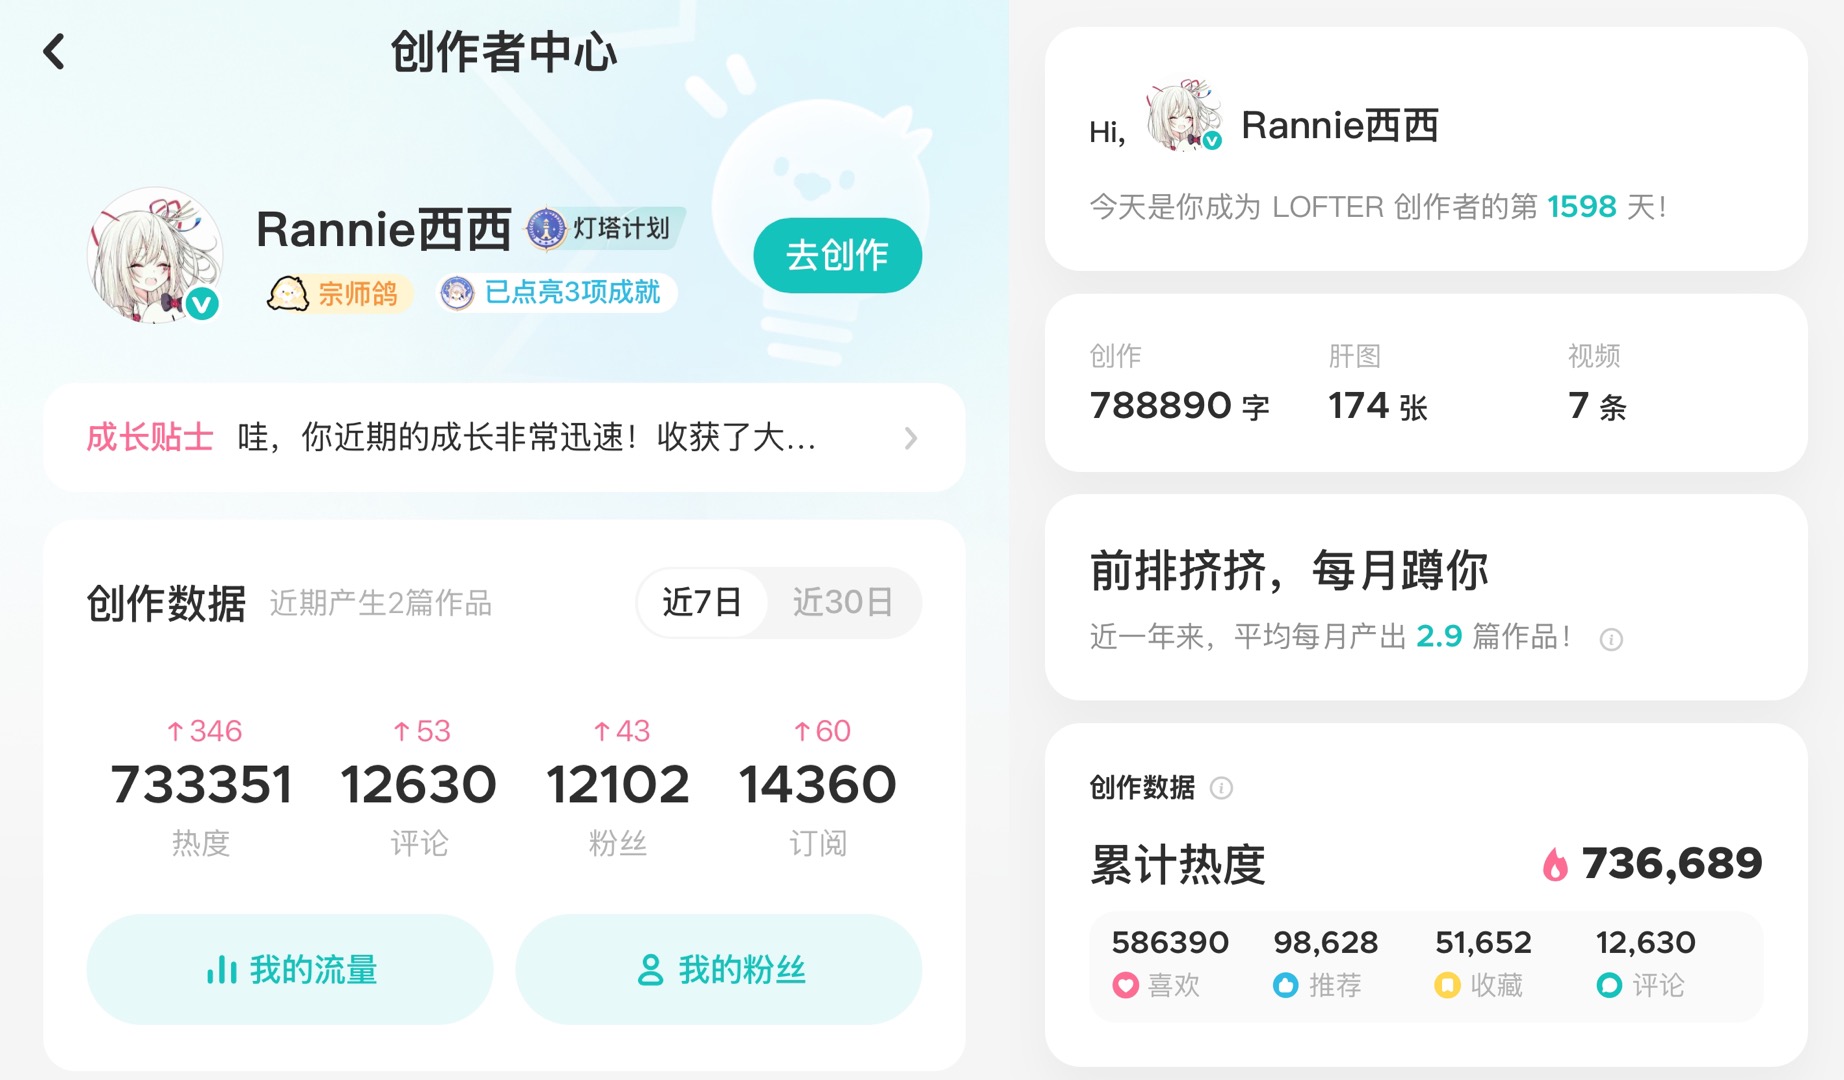 创作者中心
Rannie西西
灯塔计划
宗师鸽
已点亮3项成就
去创作
成长贴士 哇，你近期的成长非常迅速！收获了大...
创作数据 近期产生2篇作品
近7日 近30日
↑346 ↑53 ↑43 ↑60
733351 12630 12102 14360
热度 评论 粉丝 订阅
我的流量 我的粉丝
Hi, Rannie西西
今天是你成为 LOFTER 创作者的第 1598 天！
创作 肝图 视频
788890 字 174 张 7 条
前排挤挤，每月蹲你
近一年来，平均每月产出 2.9 篇作品！
创作数据
累计热度 736,689
586390 98,628 51,652 12,630
喜欢 推荐 收藏 评论